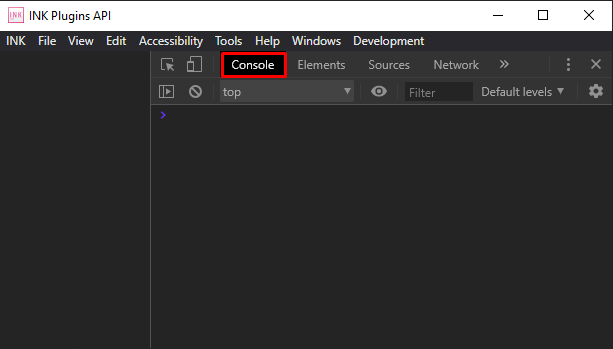 INK INK Plugins API
INK File View Edit Accessibility Tools Help Windows Development
Console Elements Sources Network »
top Filter Default levels